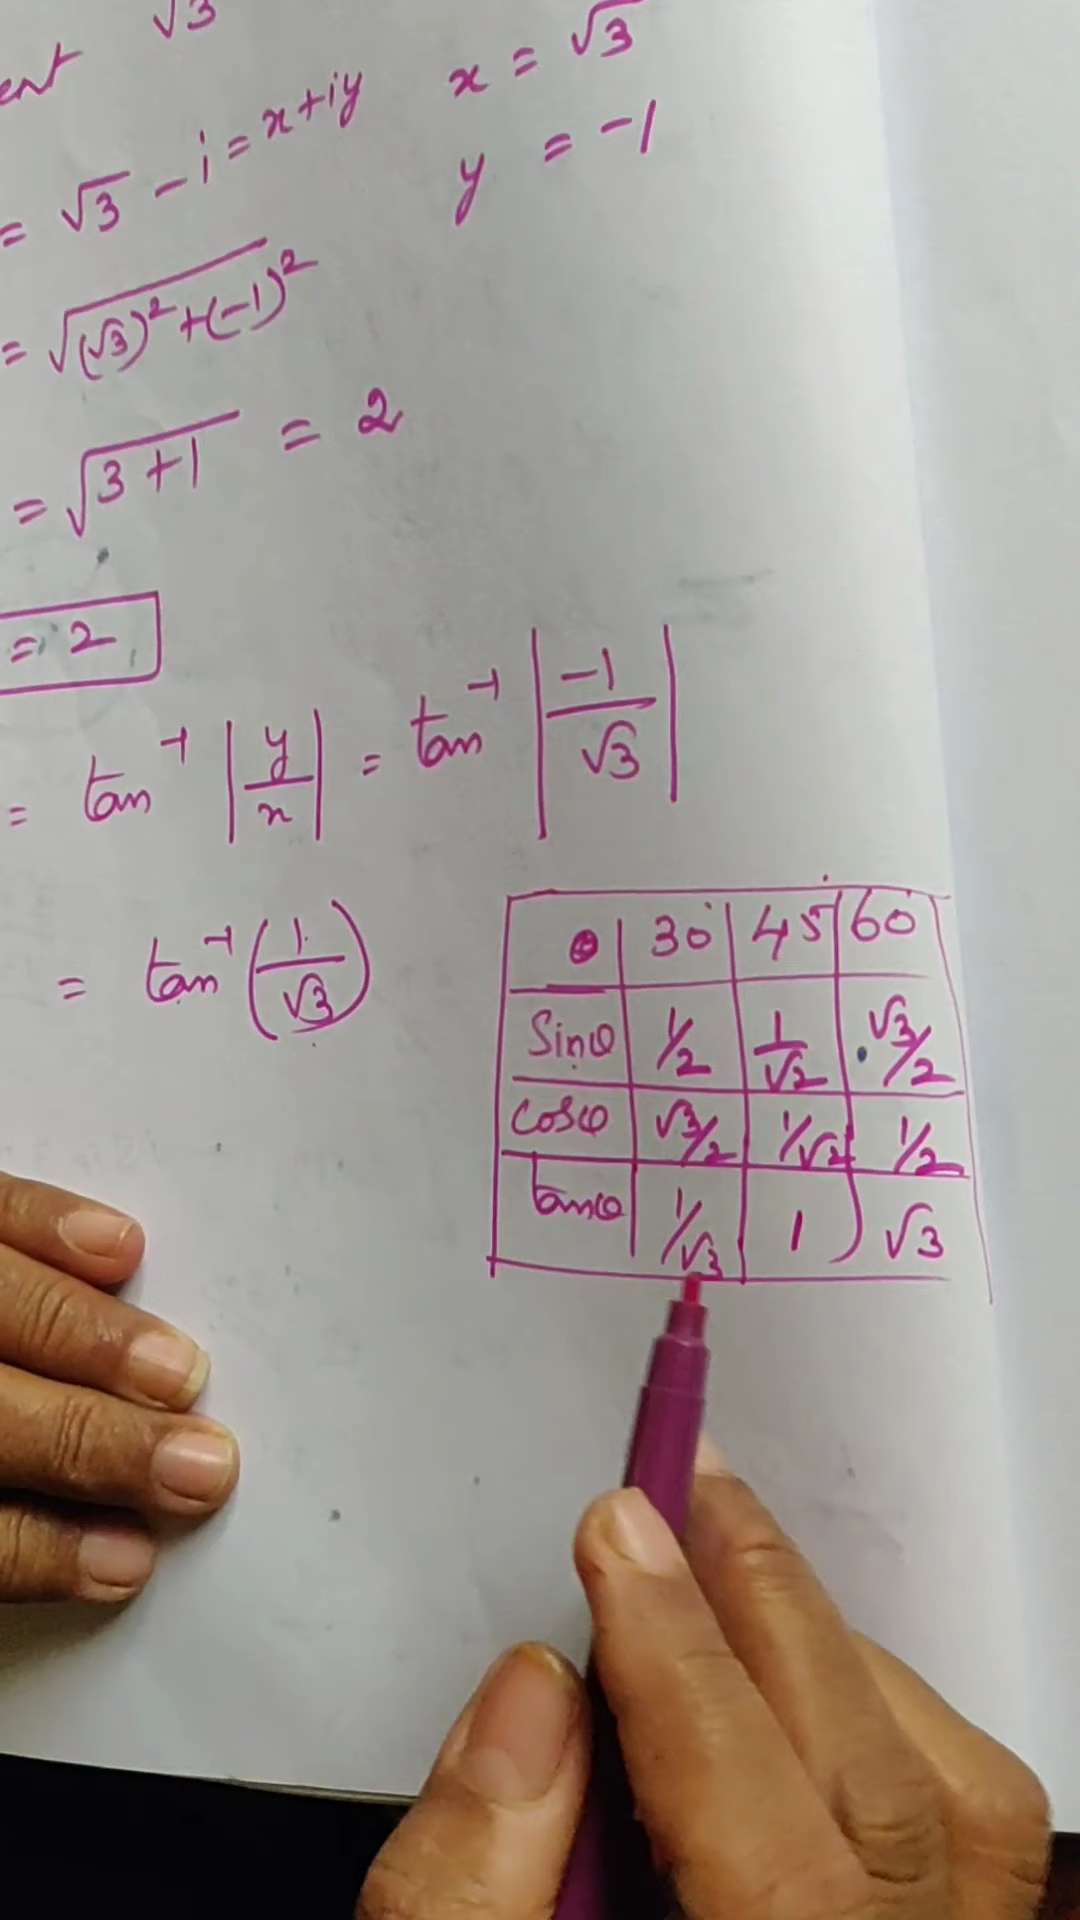 √3
x = √3
= √3 - i = x+iy
y = -1
= √(√3)²+(-1)²
= √3+1 = 2
= 2
= tan⁻¹ |y/x| = tan⁻¹ |-1/√3|
= tan⁻¹ (1/√3)
θ 30° 45° 60°
Sinθ 1/2 1/√2 √3/2
cosθ √3/2 1/√2 1/2
tanθ 1/√3 1 √3